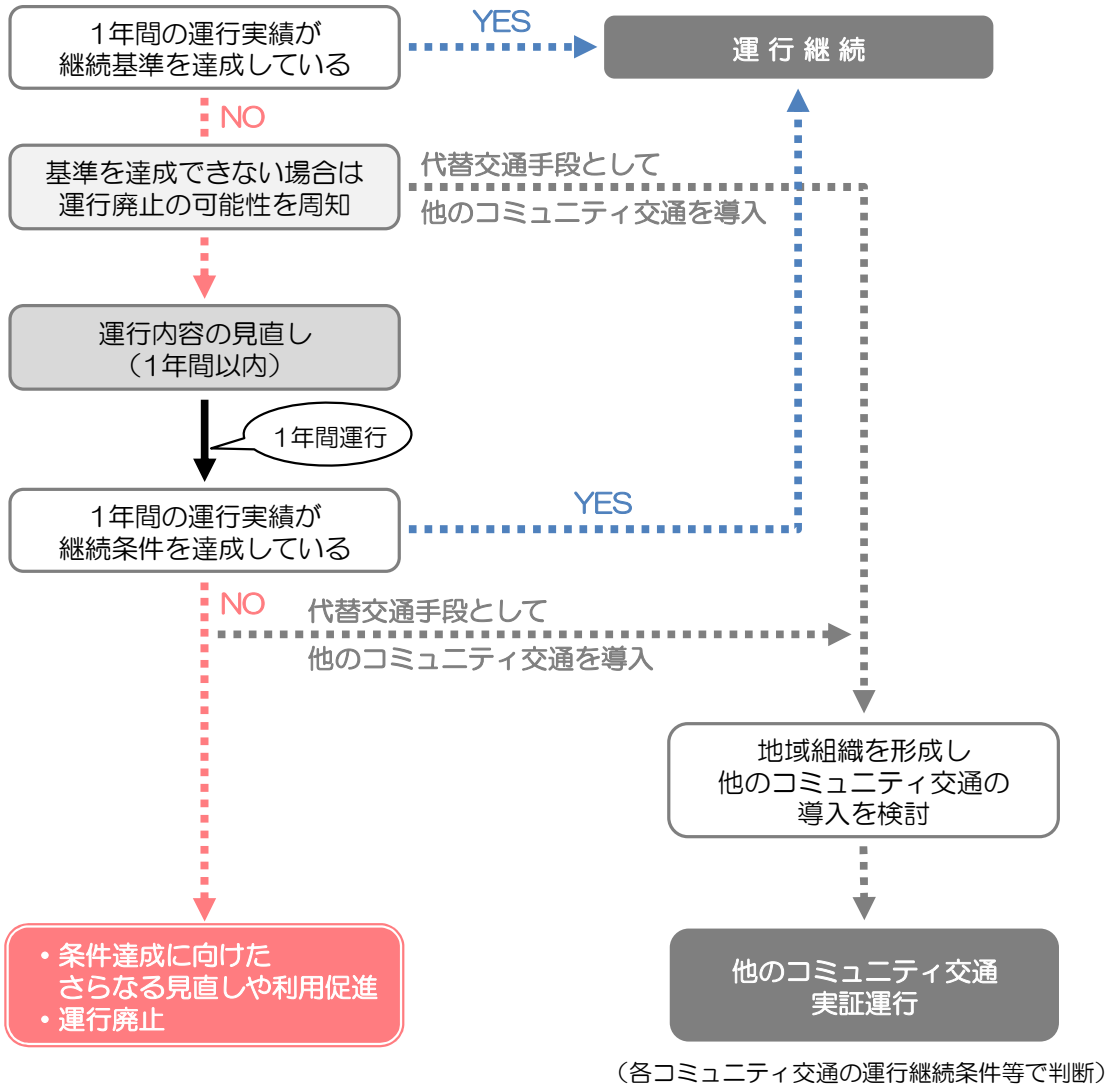 1年間の運行実績が
継続基準を達成している
YES
運 行 継 続
NO
基準を達成できない場合は
運行廃止の可能性を周知
代替交通手段として
他のコミュニティ交通を導入
運行内容の見直し
（1年間以内）
1年間運行
1年間の運行実績が
継続条件を達成している
YES
NO
代替交通手段として
他のコミュニティ交通を導入
地域組織を形成し
他のコミュニティ交通の
導入を検討
・条件達成に向けた
さらなる見直しや利用促進
・運行廃止
他のコミュニティ交通
実証運行
（各コミュニティ交通の運行継続条件等で判断）